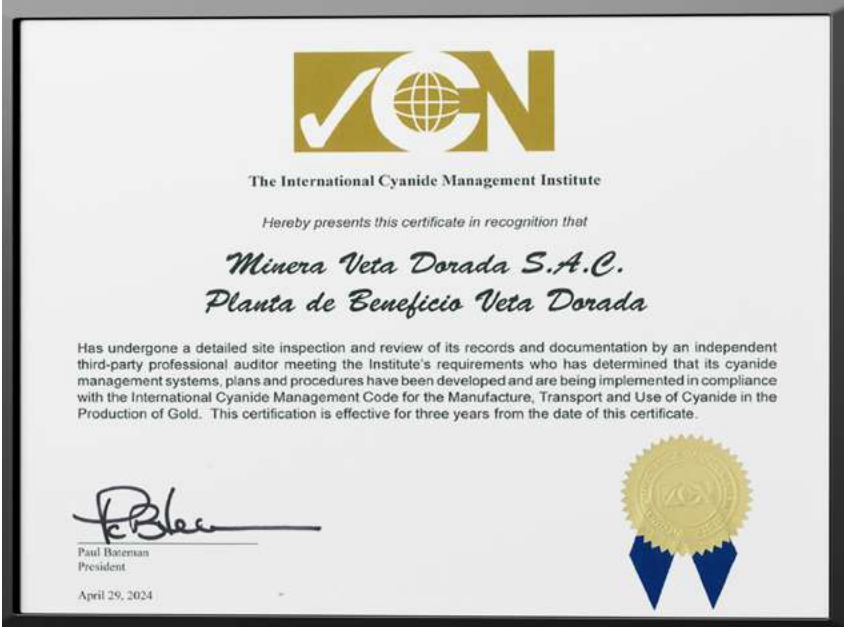 The International Cyanide Management Institute
Hereby presents this certificate in recognition that
Minera Veta Dorada S.A.C.
Planta de Beneficio Veta Dorada
Has undergone a detailed site inspection and review of its records and documentation by an independent
third-party professional auditor meeting the Institute's requirements who has determined that its cyanide
management systems, plans and procedures have been developed and are being implemented in compliance
with the International Cyanide Management Code for the Manufacture, Transport and Use of Cyanide in the
Production of Gold. This certification is effective for three years from the date of this certificate.
Paul Bateman
President
April 29, 2024